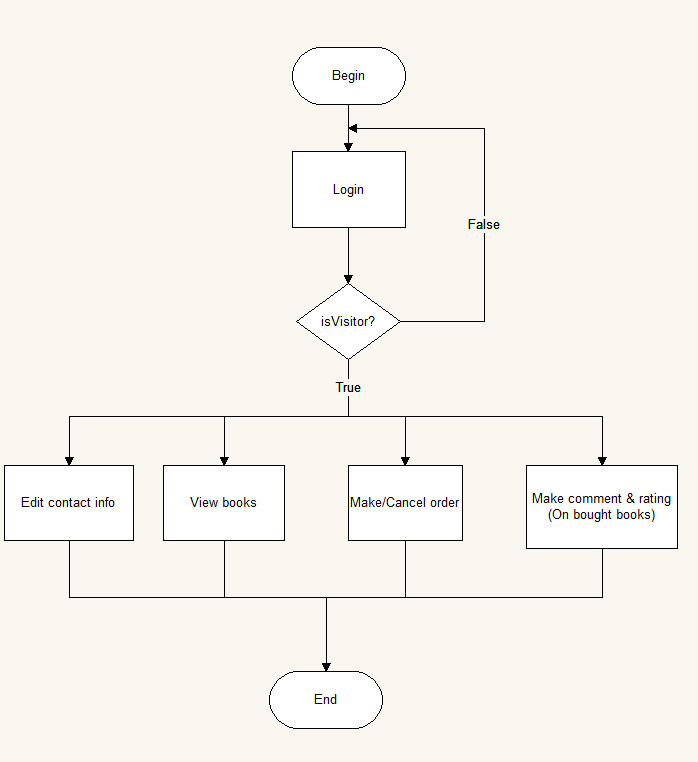 Begin
Login
False
isVisitor?
True
Edit contact info
View books
Make/Cancel order
Make comment & rating
(On bought books)
End